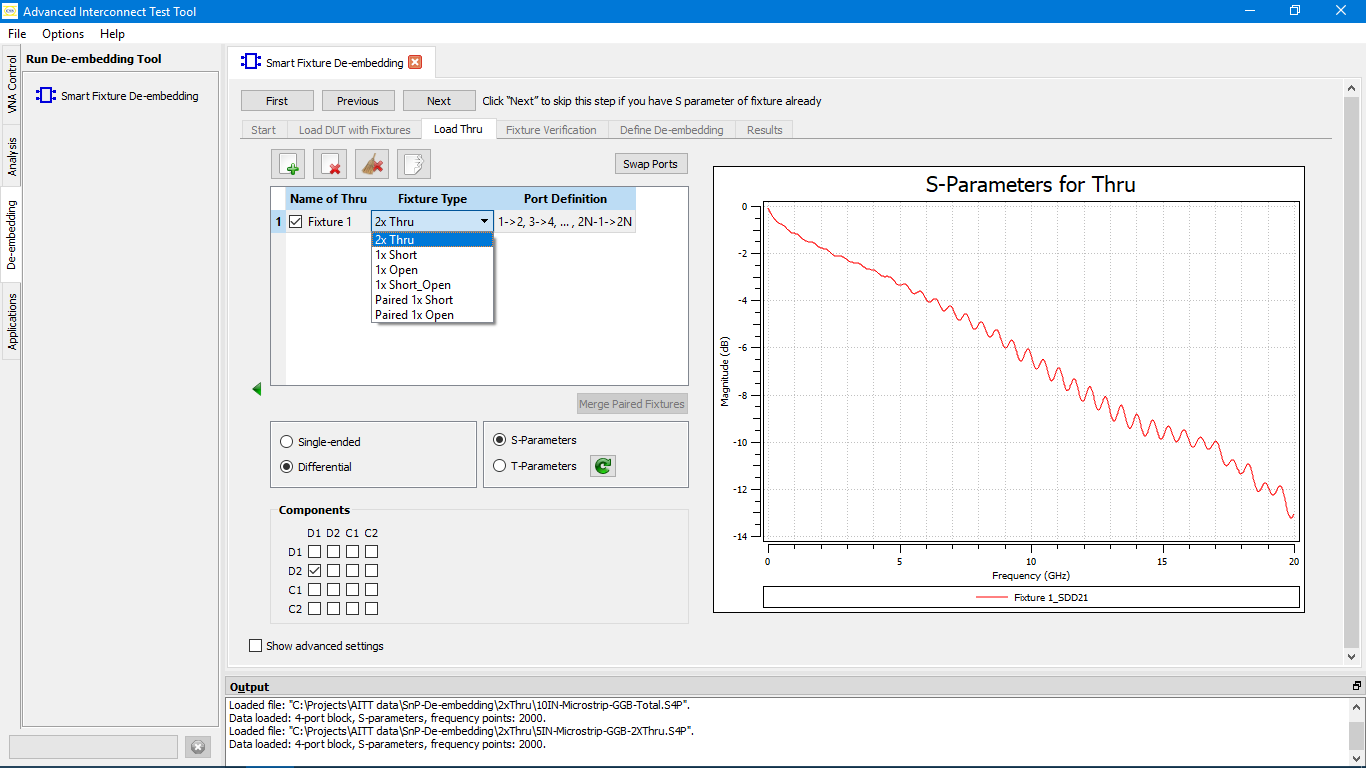 Advanced Interconnect Test Tool
File Options Help
VNA Control
Analysis
De-embedding
Applications
Run De-embedding Tool
Smart Fixture De-embedding
Smart Fixture De-embedding
First Previous Next Click "Next" to skip this step if you have S parameter of fixture already
Start Load DUT with Fixtures Load Thru Fixture Verification Define De-embedding Results
Swap Ports
Name of Thru Fixture Type Port Definition
1 Fixture 1 2x Thru 1->2, 3->4, ... , 2N-1->2N
2x Thru
1x Short
1x Open
1x Short_Open
Paired 1x Short
Paired 1x Open
Merge Paired Fixtures
Single-ended
Differential
S-Parameters
T-Parameters
Components
D1 D2 C1 C2
D1
D2
C1
C2
Show advanced settings
S-Parameters for Thru
Magnitude (dB)
0
-2
-4
-6
-8
-10
-12
-14
0 5 10 15 20
Frequency (GHz)
Fixture 1_SDD21
Output
Loaded file: "C:\Projects\AITT data\SnP-De-embedding\2xThru\10IN-Microstrip-GGB-Total.S4P".
Data loaded: 4-port block, S-parameters, frequency points: 2000.
Loaded file: "C:\Projects\AITT data\SnP-De-embedding\2xThru\5IN-Microstrip-GGB-2XThru.S4P".
Data loaded: 4-port block, S-parameters, frequency points: 2000.